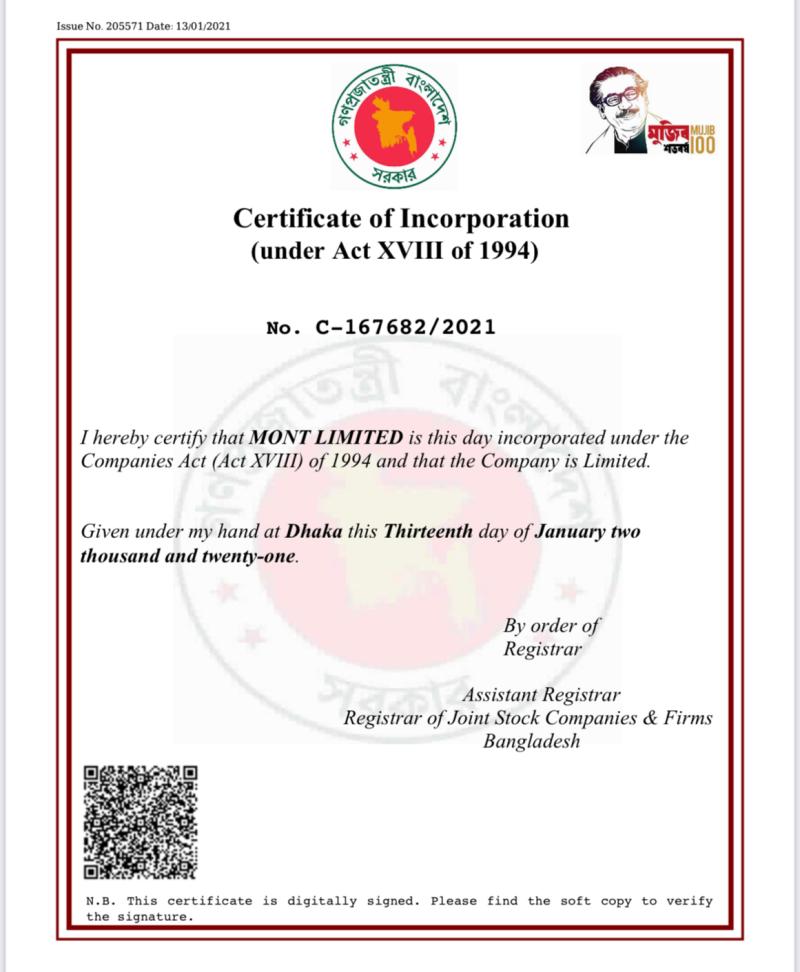 Issue No. 205571 Date: 13/01/2021
গণপ্রজাতন্ত্রী বাংলাদেশ
সরকার
মুজিব MUJIB
শতবর্ষ 100
Certificate of Incorporation
(under Act XVIII of 1994)
No. C-167682/2021
গণপ্রজাতন্ত্রী বাংলাদেশ
I hereby certify that MONT LIMITED is this day incorporated under the
Companies Act (Act XVIII) of 1994 and that the Company is Limited.
Given under my hand at Dhaka this Thirteenth day of January two
thousand and twenty-one.
By order of
Registrar
সরকার
Assistant Registrar
Registrar of Joint Stock Companies & Firms
Bangladesh
N.B. This certificate is digitally signed. Please find the soft copy to verify
the signature.